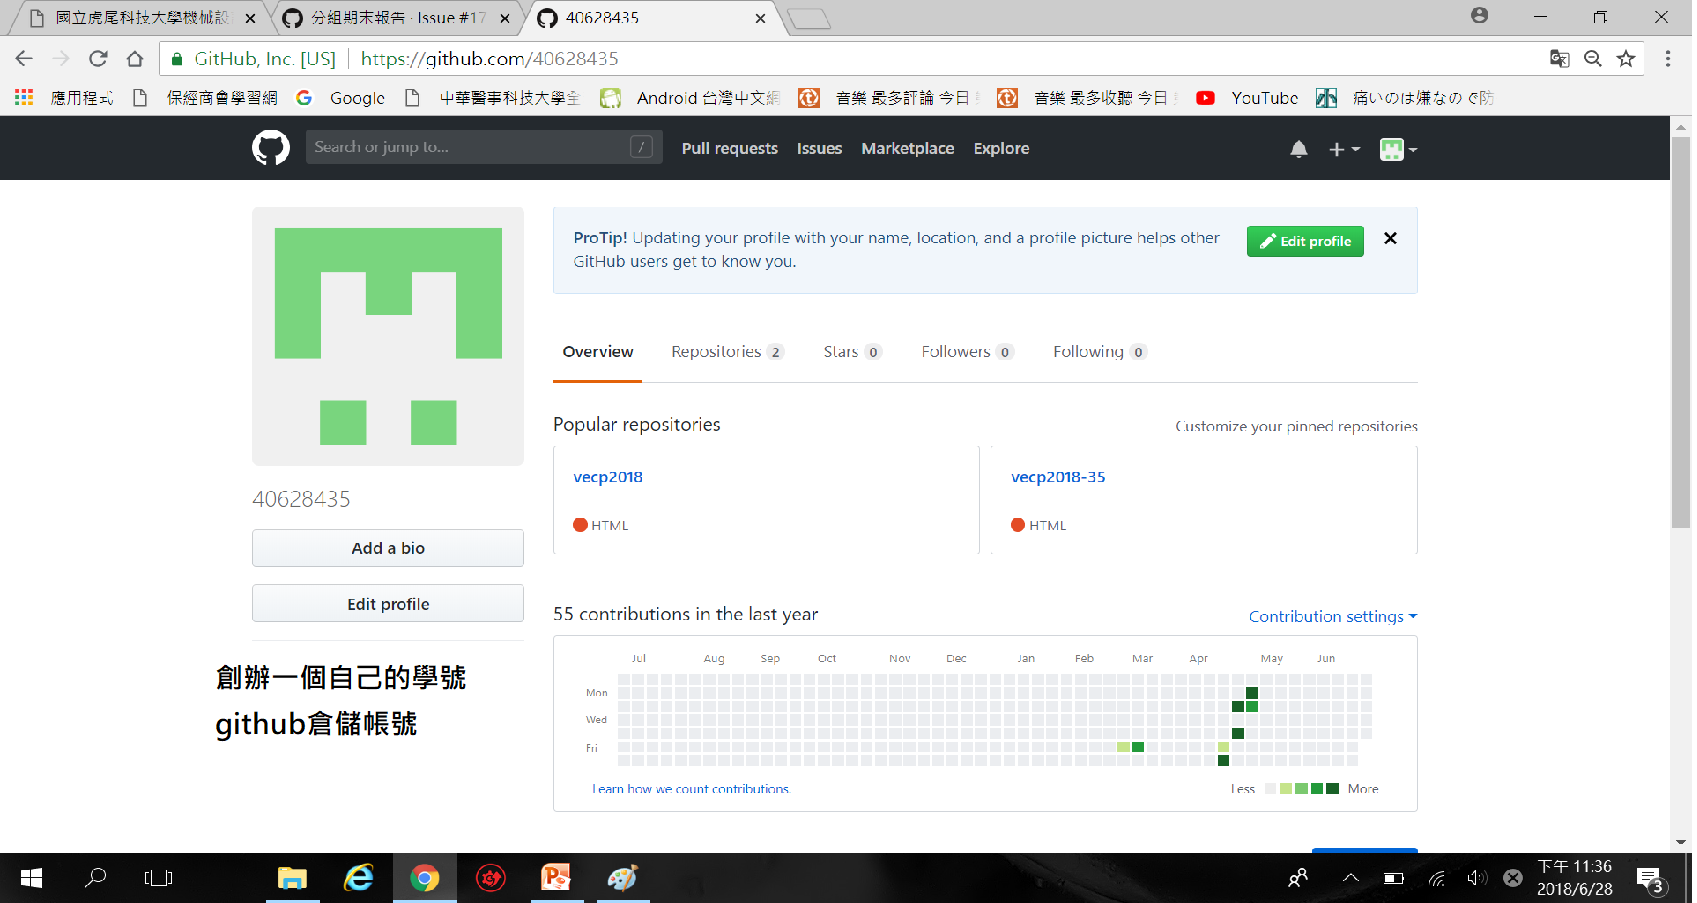 國立虎尾科技大學機械設
分組期末報告 · Issue #17
40628435
GitHub, Inc. [US]
https://github.com/40628435
應用程式
保經商會學習網
Google
中華醫事科技大學全
Android 台灣中文網
音樂 最多評論 今日
音樂 最多收聽 今日
YouTube
痛いのは嫌なので防
Search or jump to...
/
Pull requests
Issues
Marketplace
Explore
ProTip! Updating your profile with your name, location, and a profile picture helps other
GitHub users get to know you.
Edit profile
Overview
Repositories 2
Stars 0
Followers 0
Following 0
Popular repositories
Customize your pinned repositories
vecp2018
HTML
vecp2018-35
HTML
40628435
Add a bio
Edit profile
創辦一個自己的學號
github倉儲帳號
55 contributions in the last year
Contribution settings
Jul Aug Sep Oct Nov Dec Jan Feb Mar Apr May Jun
Mon
Wed
Fri
Learn how we count contributions.
Less
More
下午 11:36
2018/6/28
3